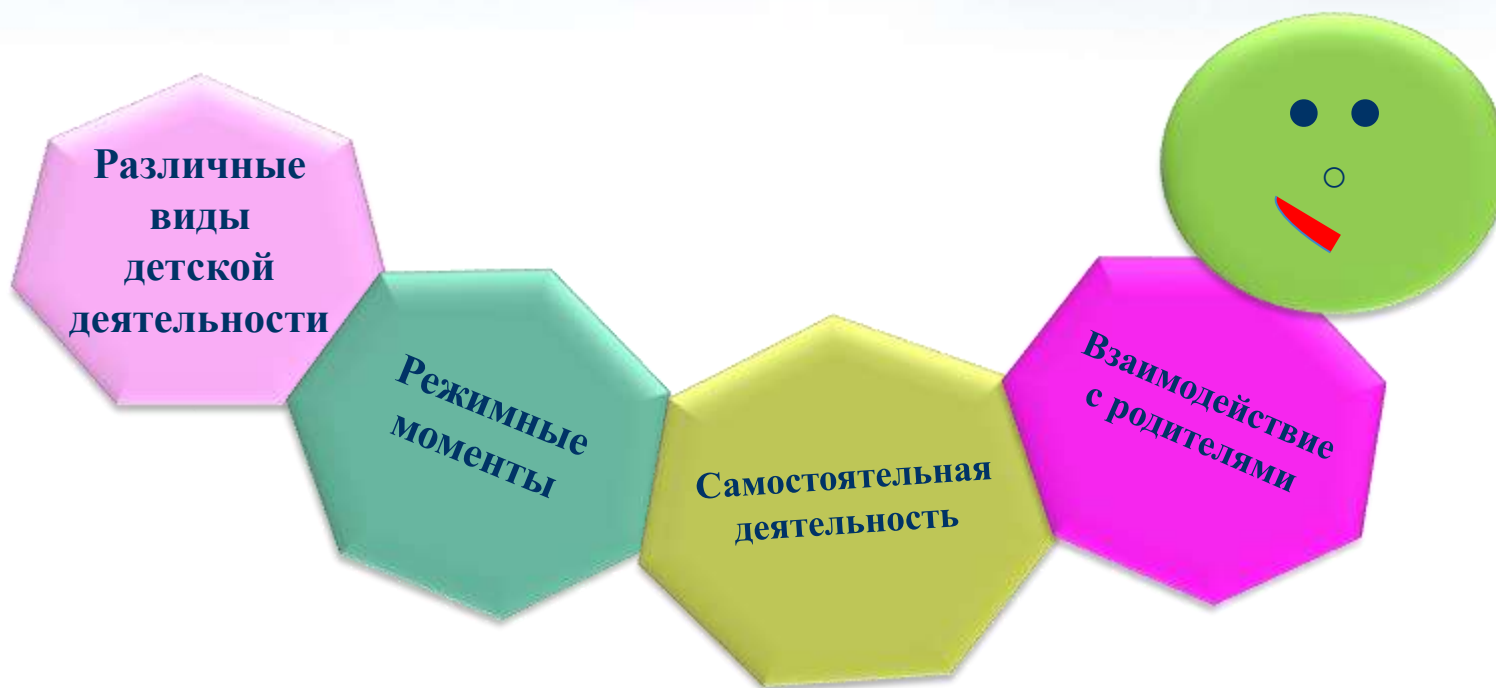 Различные
виды
детской
деятельности
Режимные
моменты
Самостоятельная
деятельность
Взаимодействие
с родителями